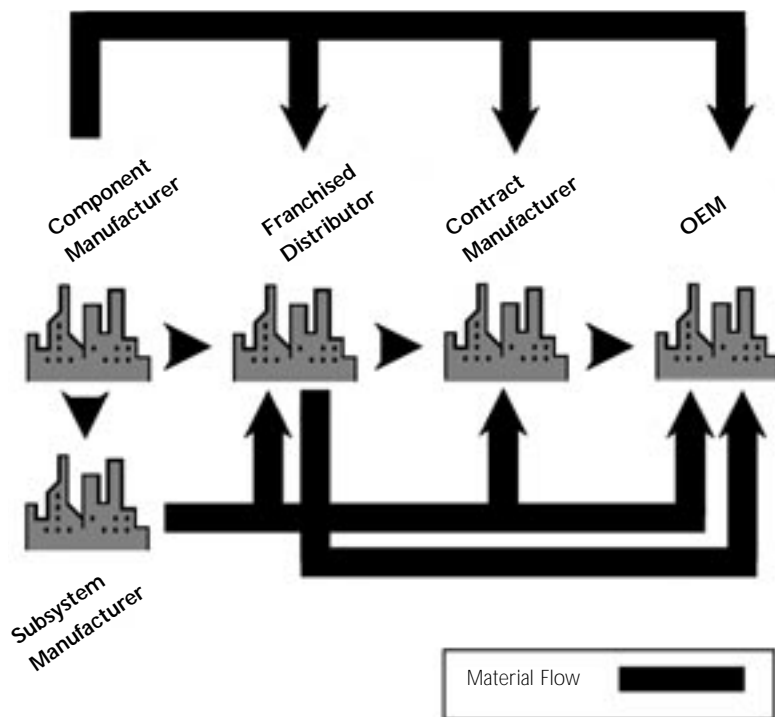 Component
Manufacturer
Franchised
Distributor
Contract
Manufacturer
OEM
Subsystem
Manufacturer
Material Flow